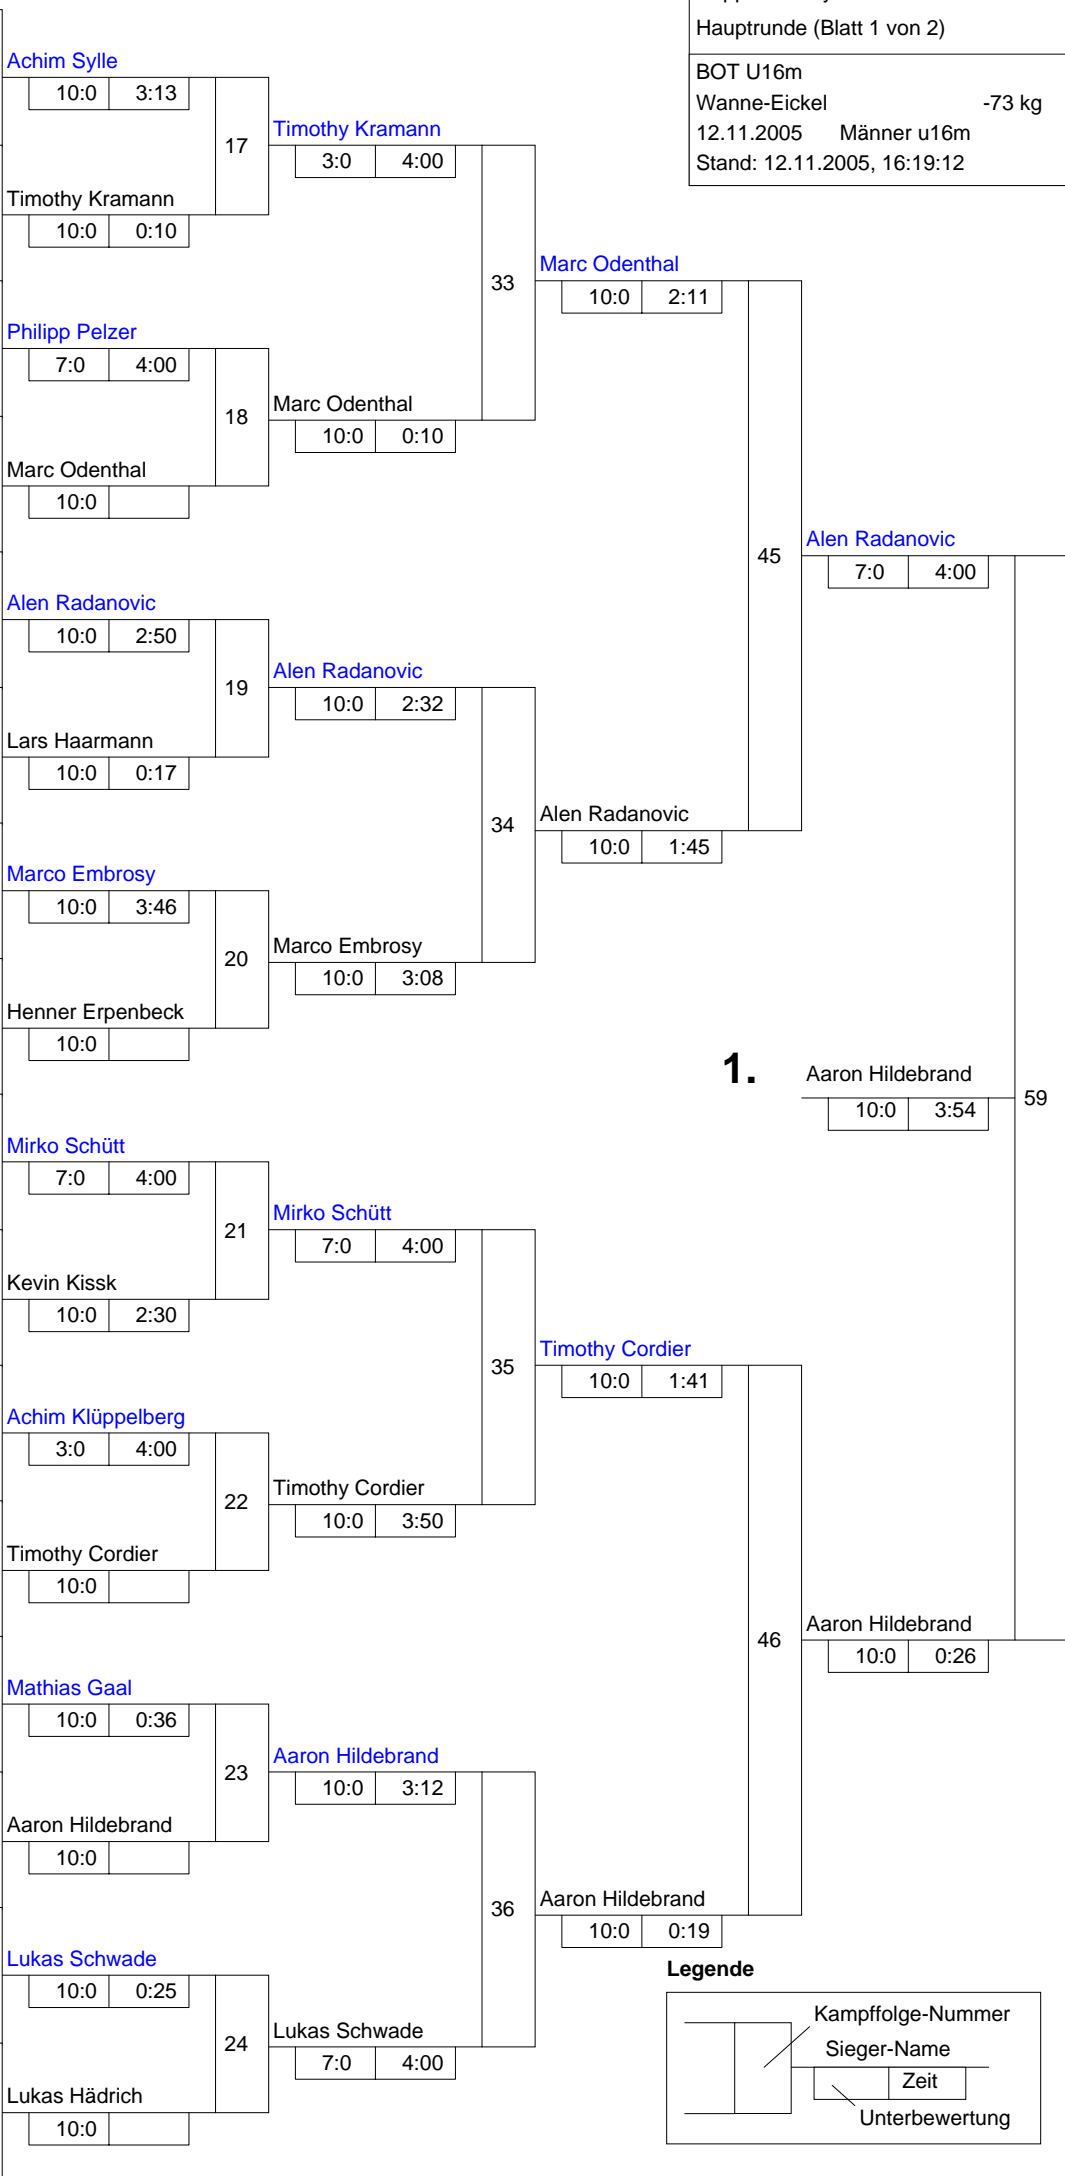 Hauptrunde (Blatt 1 von 2)
BOT U16m
Wanne-Eickel -73 kg
12.11.2005 Männer u16m
Stand: 12.11.2005, 16:19:12
Achim Sylle
10:0 3:13
17
Timothy Kramann
10:0 0:10
Philipp Pelzer
7:0 4:00
18
Marc Odenthal
10:0
Alen Radanovic
10:0 2:50
19
Lars Haarmann
10:0 0:17
Marco Embrosy
10:0 3:46
20
Henner Erpenbeck
10:0
Mirko Schütt
7:0 4:00
21
Kevin Kissk
10:0 2:30
Achim Klüppelberg
3:0 4:00
22
Timothy Cordier
10:0
Mathias Gaal
10:0 0:36
23
Aaron Hildebrand
10:0
Lukas Schwade
10:0 0:25
24
Lukas Hädrich
10:0
Timothy Kramann
3:0 4:00
33
Marc Odenthal
10:0 0:10
Alen Radanovic
10:0 2:32
34
Marco Embrosy
10:0 3:08
Mirko Schütt
7:0 4:00
35
Timothy Cordier
10:0 3:50
Aaron Hildebrand
10:0 3:12
36
Lukas Schwade
7:0 4:00
Marc Odenthal
10:0 2:11
45
Alen Radanovic
10:0 1:45
Timothy Cordier
10:0 1:41
46
Aaron Hildebrand
10:0 0:19
Alen Radanovic
7:0 4:00
1. Aaron Hildebrand
10:0 3:54
59
Aaron Hildebrand
10:0 0:26
Legende
Kampffolge-Nummer
Sieger-Name
Zeit
Unterbewertung